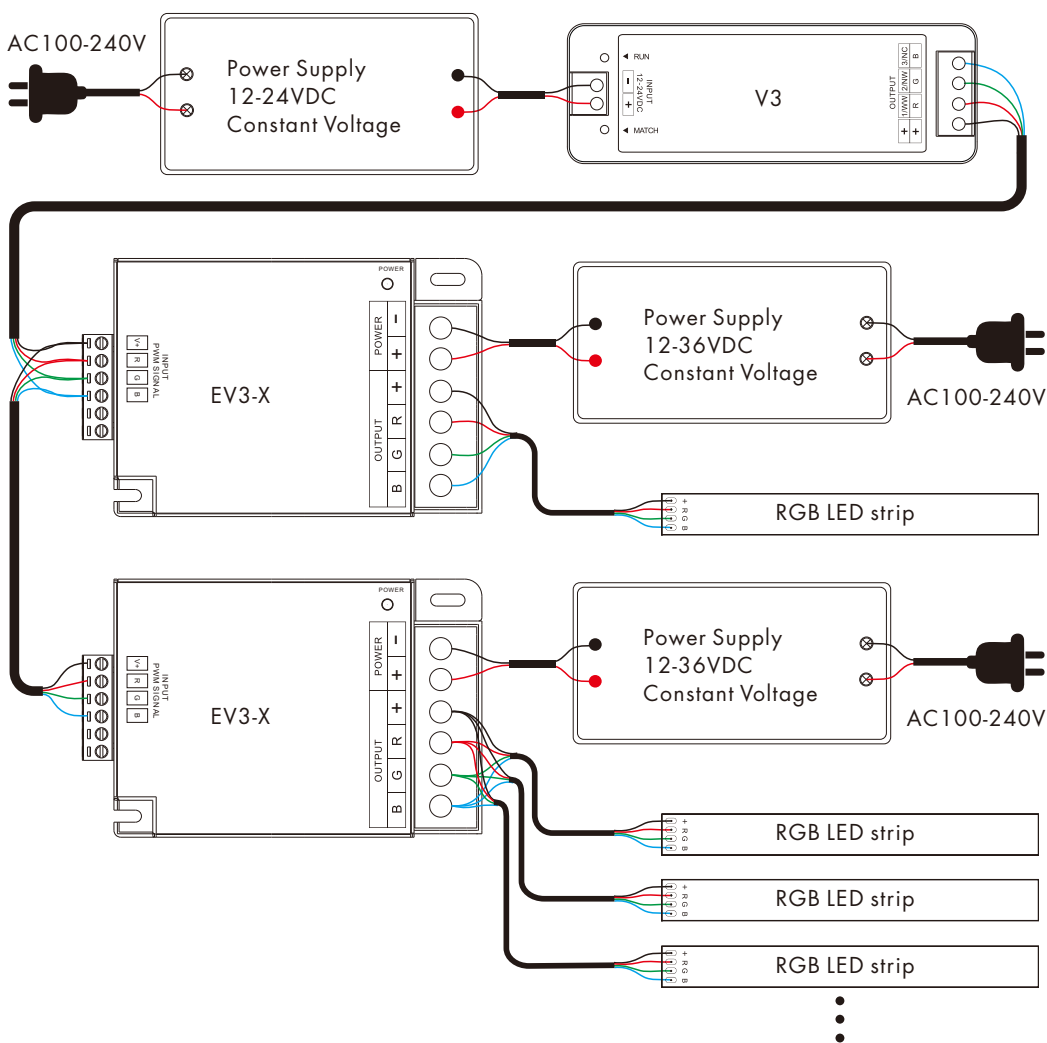 AC100-240V
Power Supply
12-24VDC
Constant Voltage
RUN
INPUT
12-24VDC
−
+
MATCH
V3
OUTPUT
1/WW 2/NW 3/NC
+ R G B
+
POWER
V+
R
G
B
INPUT
PWM SIGNAL
EV3-X
POWER
−
+
OUTPUT
+
R
G
B
Power Supply
12-36VDC
Constant Voltage
AC100-240V
+
R
G
B
RGB LED strip
POWER
V+
R
G
B
INPUT
PWM SIGNAL
EV3-X
POWER
−
+
OUTPUT
+
R
G
B
Power Supply
12-36VDC
Constant Voltage
AC100-240V
+
R
G
B
RGB LED strip
+
R
G
B
RGB LED strip
+
R
G
B
RGB LED strip